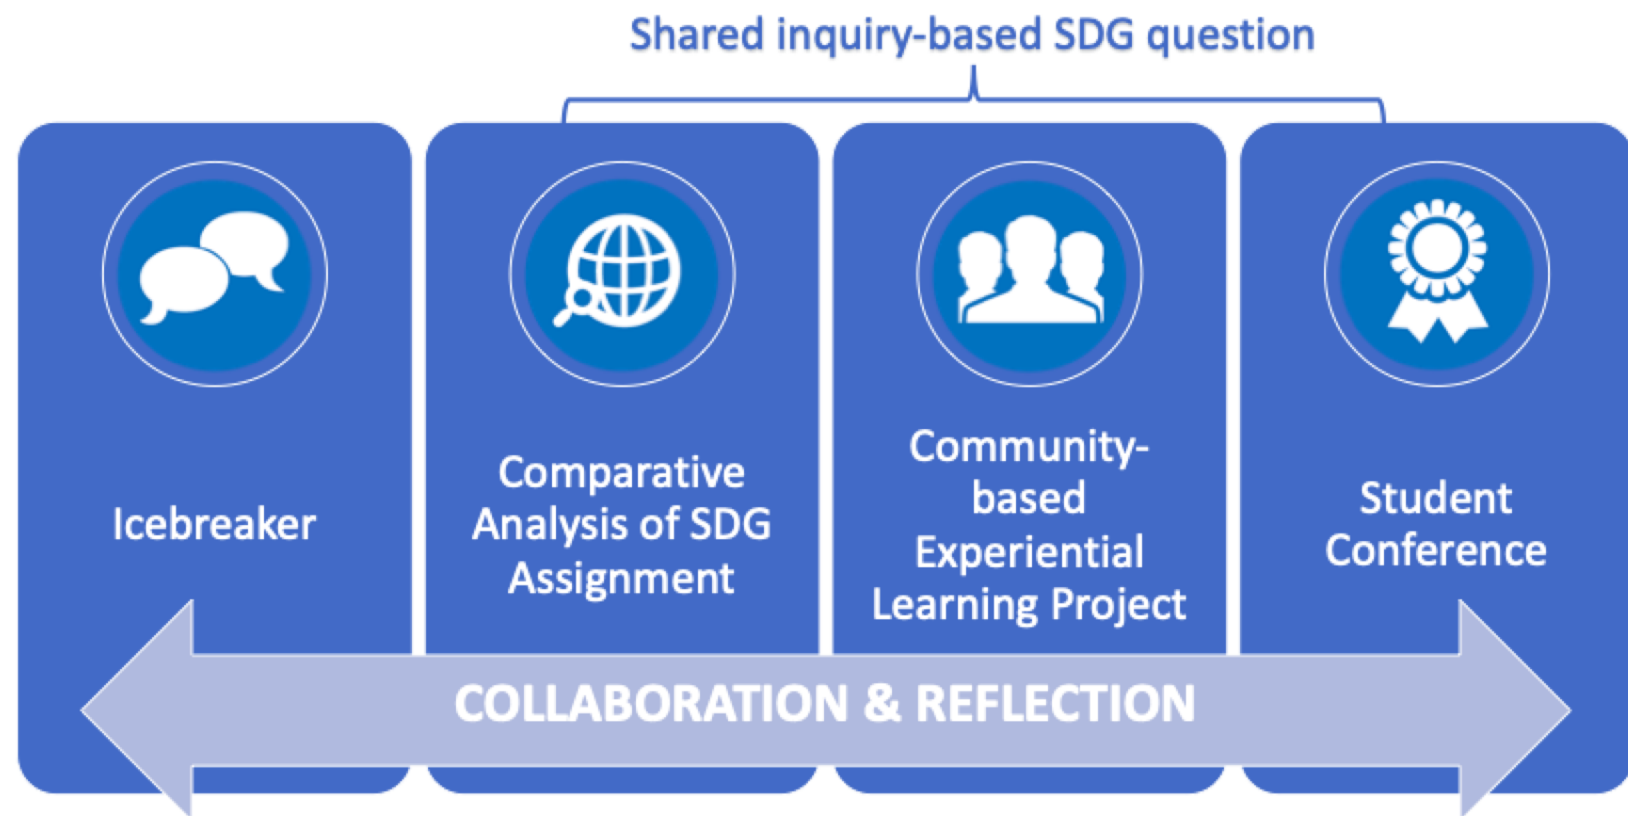 Shared inquiry-based SDG question
Icebreaker
Comparative
Analysis of SDG
Assignment
Community-
based
Experiential
Learning Project
Student
Conference
COLLABORATION & REFLECTION